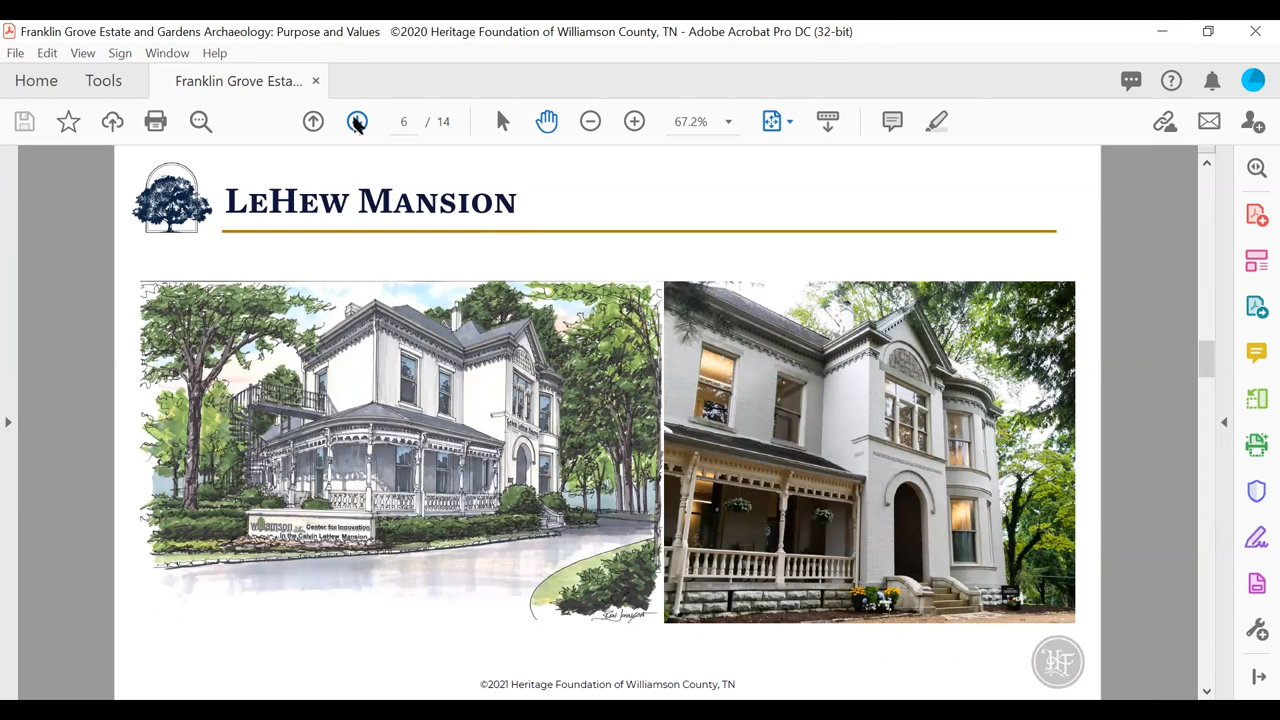 Franklin Grove Estate and Gardens Archaeology: Purpose and Values ©2020 Heritage Foundation of Williamson County, TN - Adobe Acrobat Pro DC (32-bit)
File Edit View Sign Window Help
Home Tools Franklin Grove Esta... ×
6 / 14 67.2%
LEHEW MANSION
williamson inc. Center for Innovation
in the Calvin LeHew Mansion
©2021 Heritage Foundation of Williamson County, TN
HF